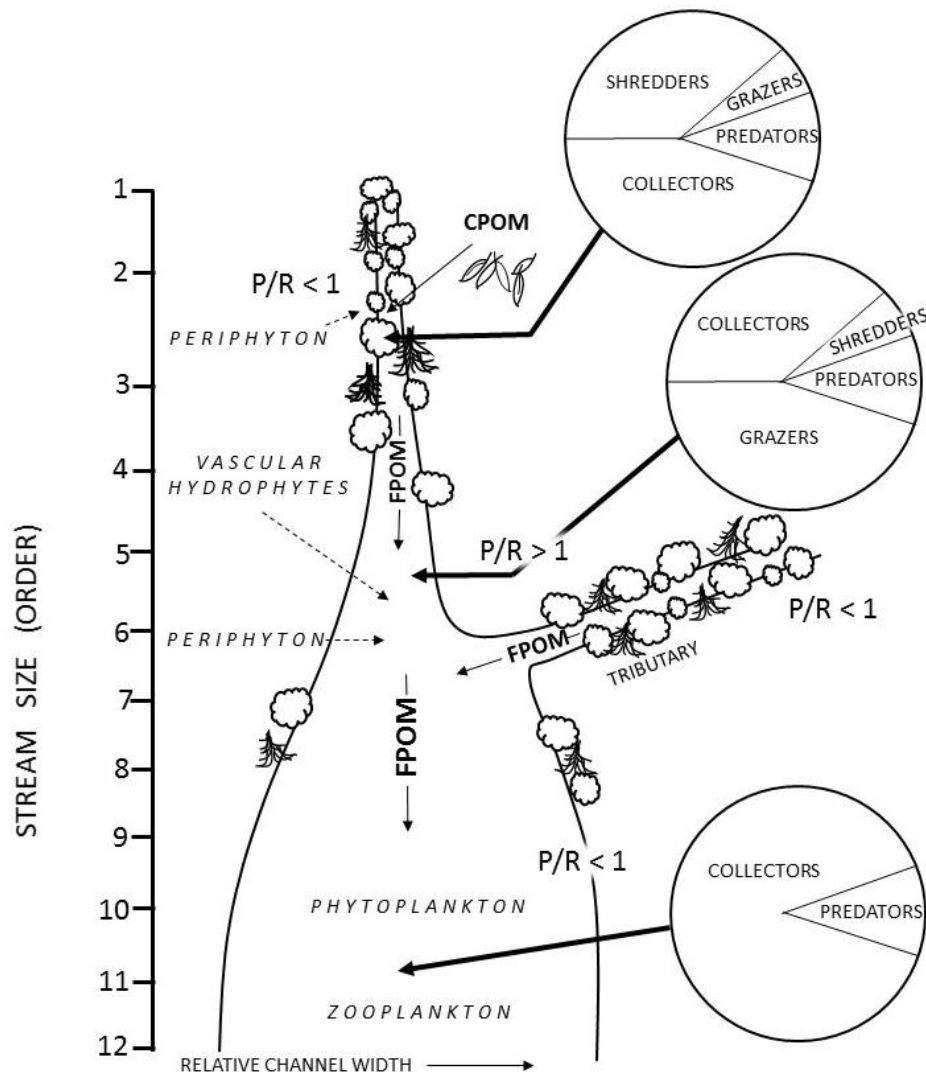 SHREDDERS
GRAZERS
PREDATORS
COLLECTORS
1
CPOM
2
P/R < 1
PERIPHYTON
COLLECTORS
SHREDDERS
PREDATORS
GRAZERS
3
FPOM
VASCULAR
HYDROPHYTES
4
STREAM SIZE (ORDER)
5
P/R > 1
P/R < 1
6
PERIPHYTON
FPOM
TRIBUTARY
7
FPOM
8
9
P/R < 1
COLLECTORS
PREDATORS
10
PHYTOPLANKTON
11
ZOOPLANKTON
12
RELATIVE CHANNEL WIDTH